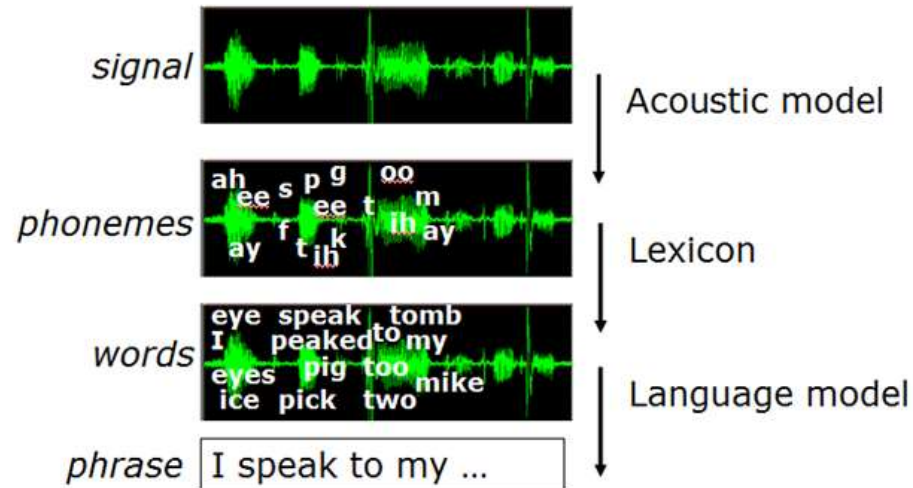 signal
Acoustic model
ah s p g oo
ee ee t m
phonemes
f k ih ay
ay t ih
Lexicon
eye speak tomb
I peaked to my
words
pig too
eyes mike
ice pick two
Language model
phrase I speak to my ...